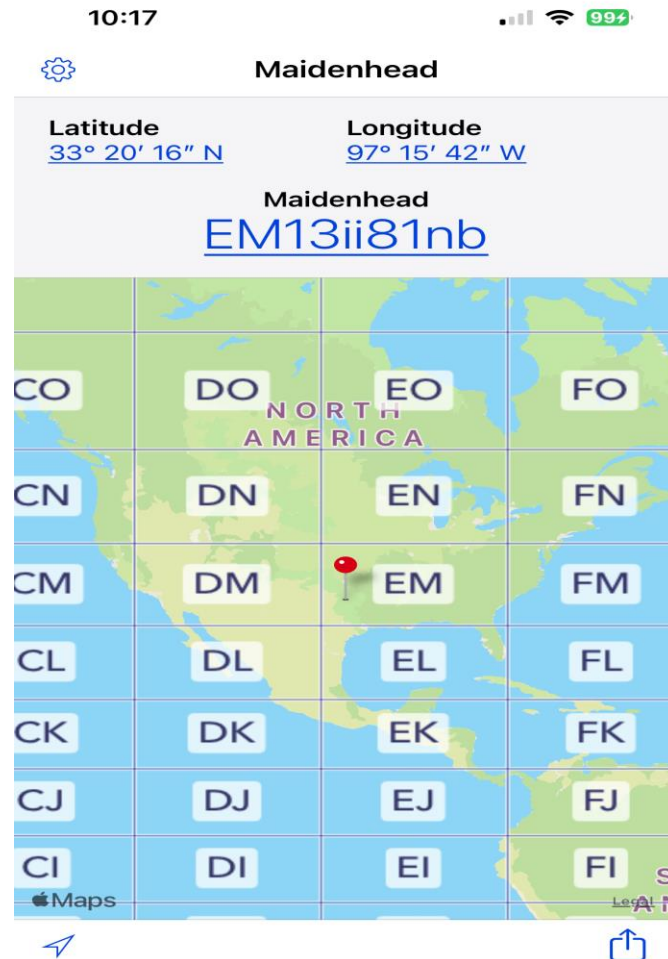 10:17 99
Maidenhead
Latitude Longitude
33° 20′ 16″ N 97° 15′ 42″ W
Maidenhead
EM13ii81nb
CO DO EO FO
NORTH
AMERICA
CN DN EN FN
CM DM EM FM
CL DL EL FL
CK DK EK FK
CJ DJ EJ FJ
CI DI EI FI S
Maps Legal A